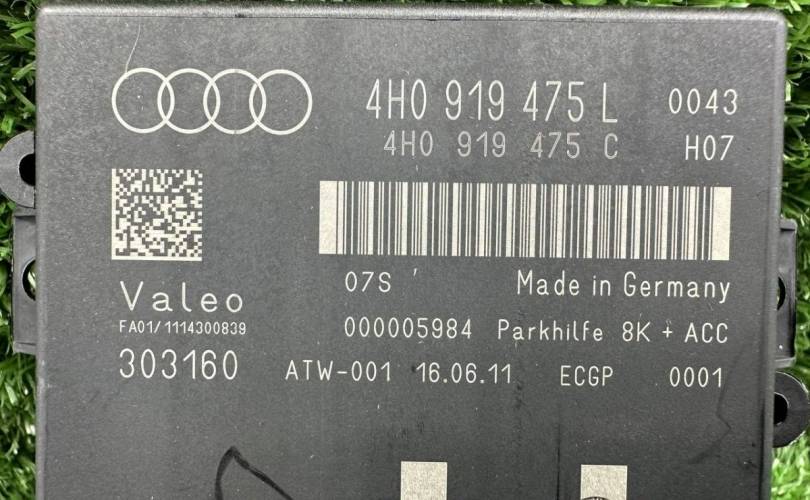 4H0 919 475 L 0043
4H0 919 475 C H07
07S ' Made in Germany
Valeo
FA01/1114300839
000005984 Parkhilfe 8K + ACC
303160
ATW-001 16.06.11 ECGP 0001